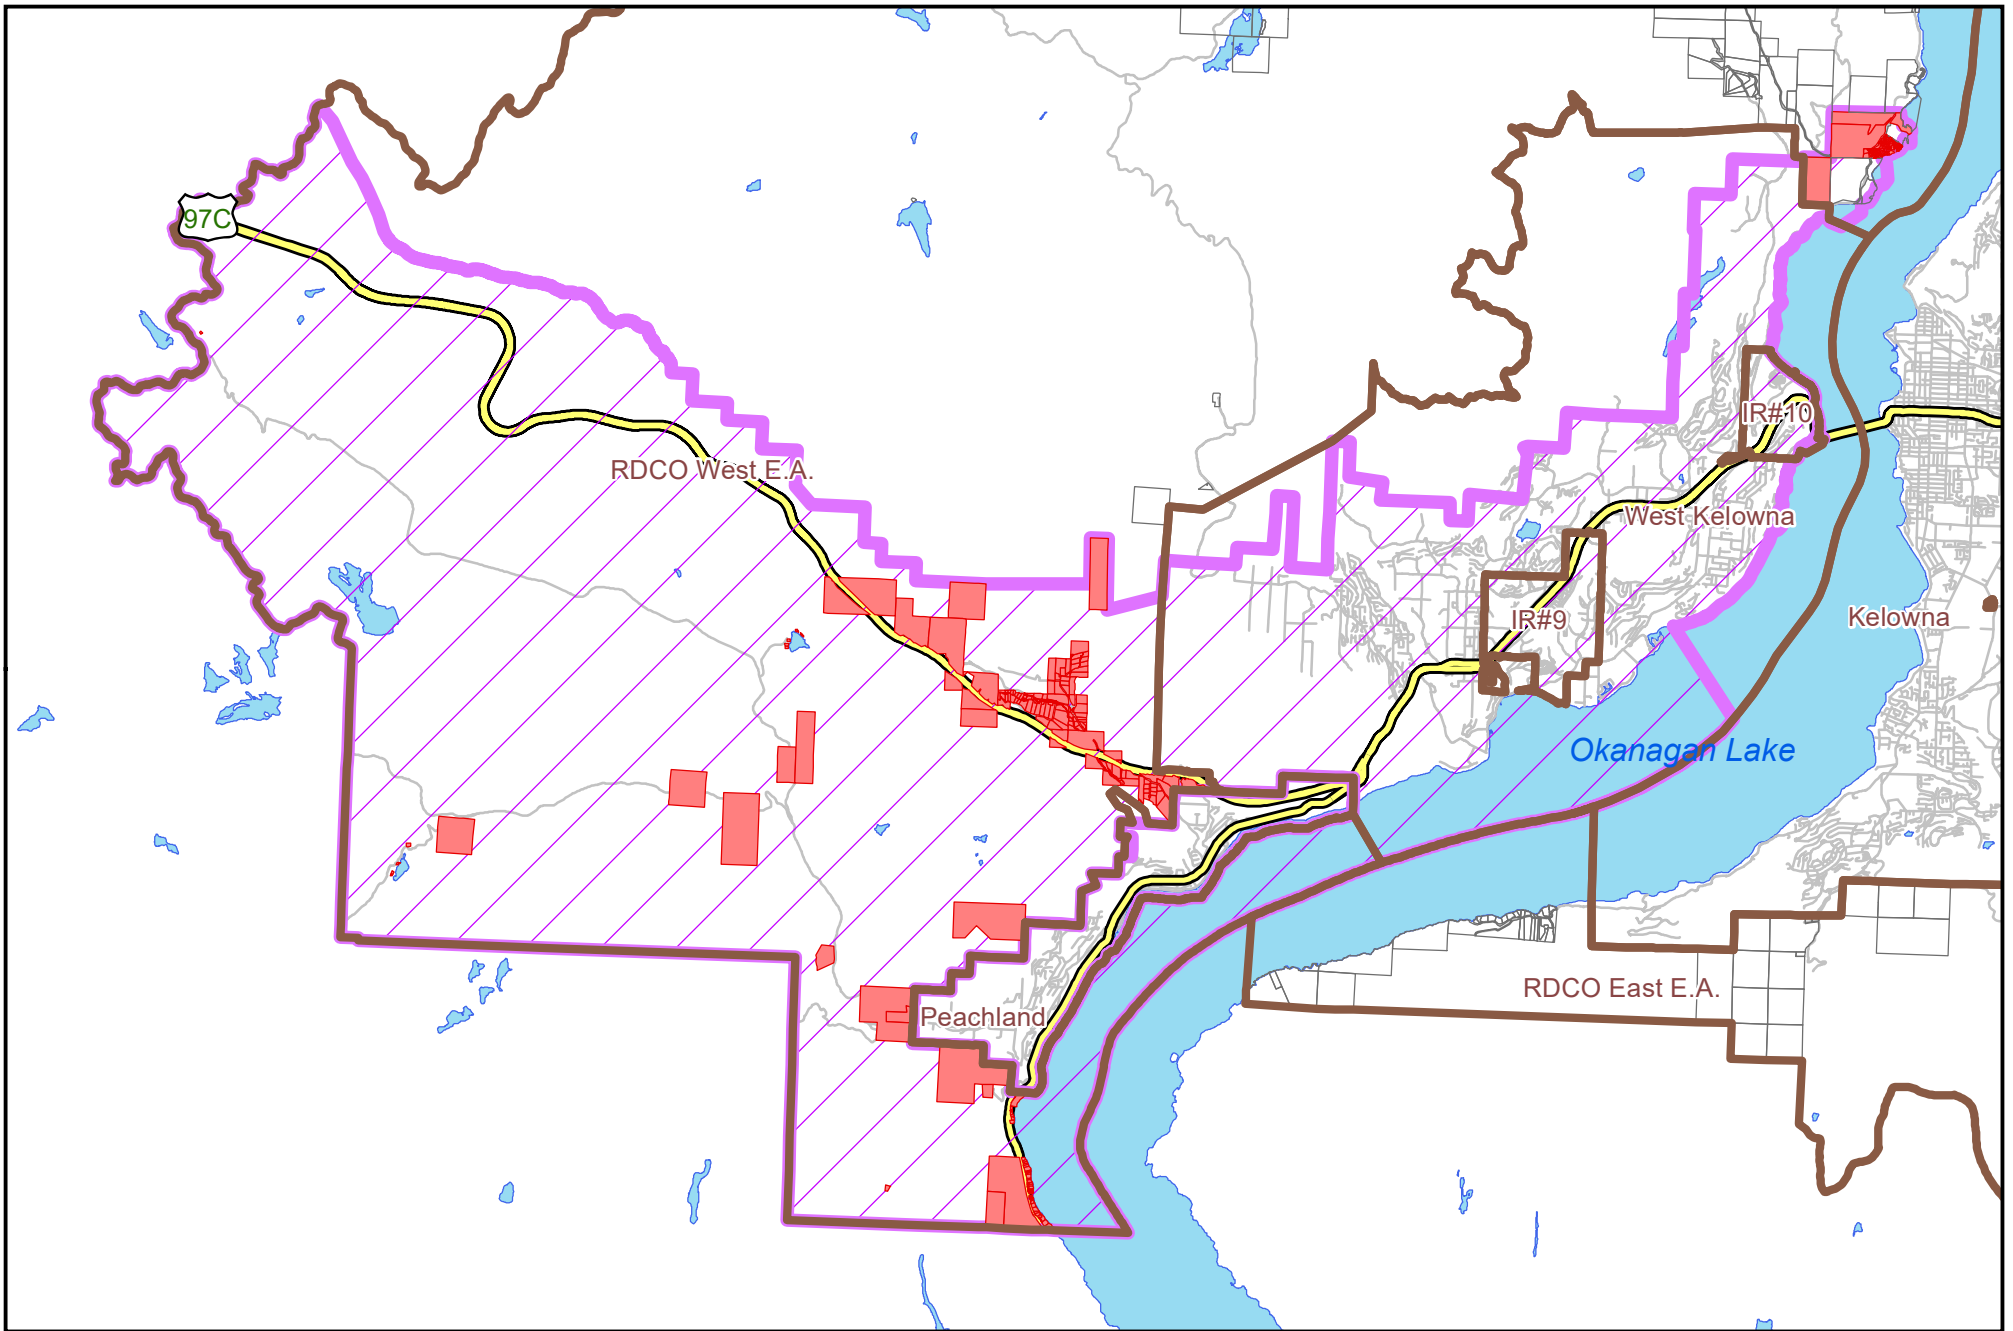 97C
IR#10
RDCO West E.A.
West Kelowna
IR#9
Kelowna
Okanagan Lake
RDCO East E.A.
Peachland